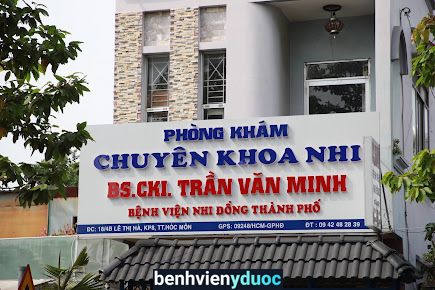 PHÒNG KHÁM
CHUYÊN KHOA NHI
BS.CKI. TRẦN VĂN MINH
BỆNH VIỆN NHI ĐỒNG THÀNH PHỐ
ĐC: 18/4B LÊ THỊ HÀ, KP8, TT.HÓC MÔN GPS: 09248/HCM-GPHĐ ĐT : 09 42 48 28 39
benhvienyduoc